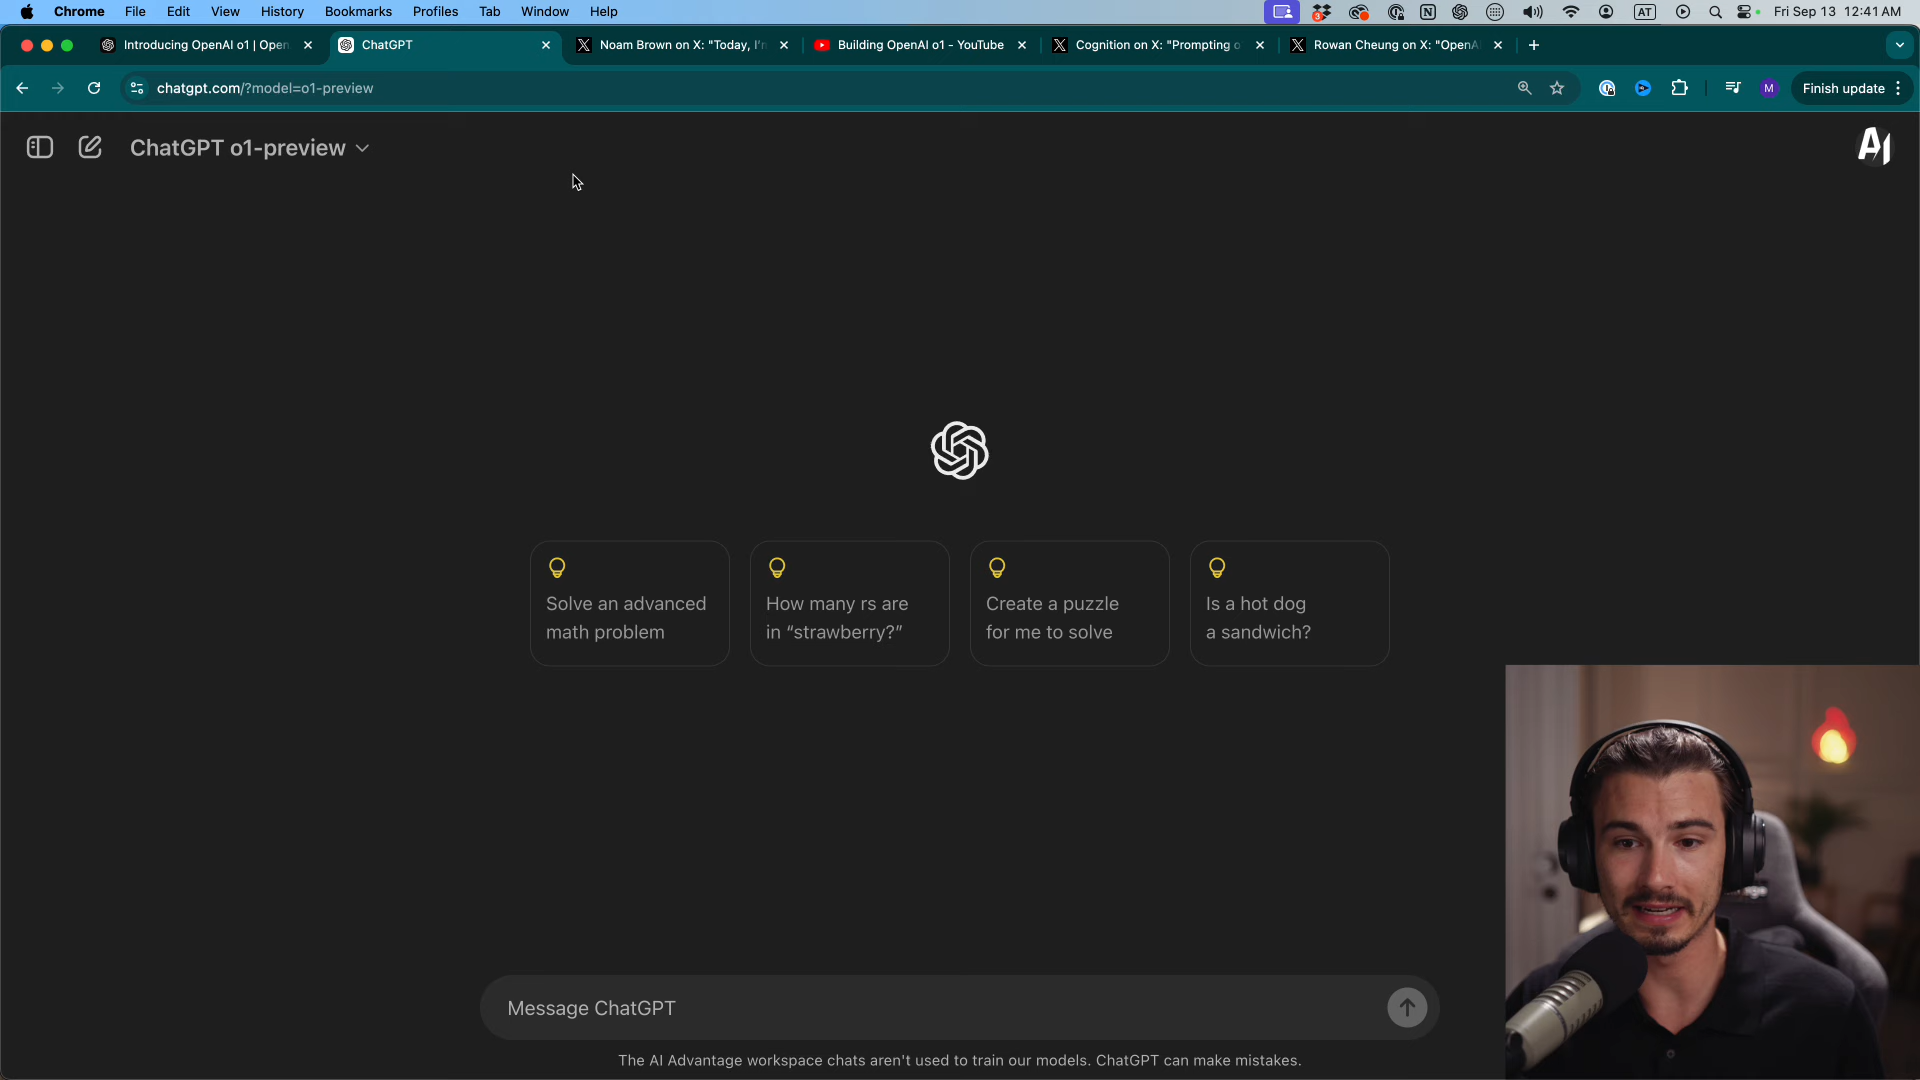 Chrome File Edit View History Bookmarks Profiles Tab Window Help
3 AT Fri Sep 13 12:41 AM
Introducing OpenAI o1 | Open
ChatGPT
Noam Brown on X: "Today, I'm
Building OpenAI o1 - YouTube
Cognition on X: "Prompting o
Rowan Cheung on X: "OpenA
chatgpt.com/?model=o1-preview
M
Finish update
ChatGPT o1-preview
AI
Solve an advanced
math problem
How many rs are
in “strawberry?”
Create a puzzle
for me to solve
Is a hot dog
a sandwich?
Message ChatGPT
The AI Advantage workspace chats aren't used to train our models. ChatGPT can make mistakes.